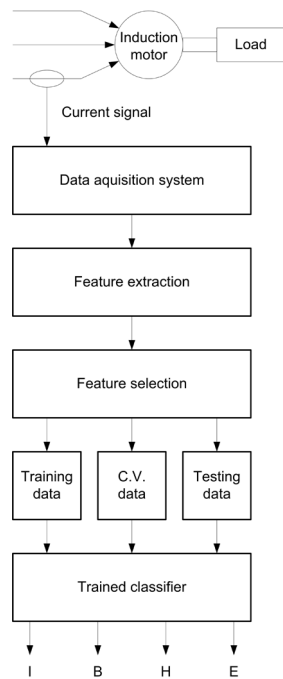 Induction
motor
Load
Current signal
Data aquisition system
Feature extraction
Feature selection
Training
data
C.V.
data
Testing
data
Trained classifier
I B H E